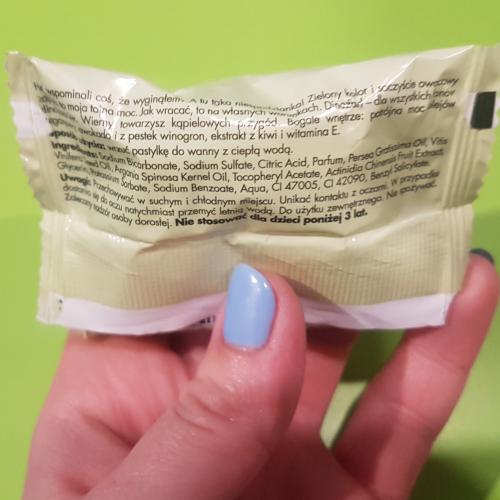 wspominali coś, że wyginąłem. A tu taka niespodzianka! Zielony kolor i soczyście owocowy
to moja tajna moc. Jak wracać, to na własnych warunkach. Dinozaur – dla wszystkich fanów
Wierny towarzysz kąpielowych przygód. Bogate wnętrze: potrójna moc olejów
awokado i z pestek winogron, ekstrakt z kiwi i witamina E.
wrzuć pastylkę do wanny z ciepłą wodą.
Ingredients: Sodium Bicarbonate, Sodium Sulfate, Citric Acid, Parfum, Persea Gratissima Oil, Vitis
Vinifera Seed Oil, Argania Spinosa Kernel Oil, Tocopheryl Acetate, Actinidia Chinensis Fruit Extract,
Glycerin, Potassium Sorbate, Sodium Benzoate, Aqua, CI 47005, CI 42090, Benzyl Salicylate.
Uwagi: Przechowywać w suchym i chłodnym miejscu. Unikać kontaktu z oczami. W przypadku
dostania się do oczu natychmiast przemyć letnią wodą. Do użytku zewnętrznego. Nie spożywać.
Zalecany nadzór osoby dorosłej. Nie stosować dla dzieci poniżej 3 lat.